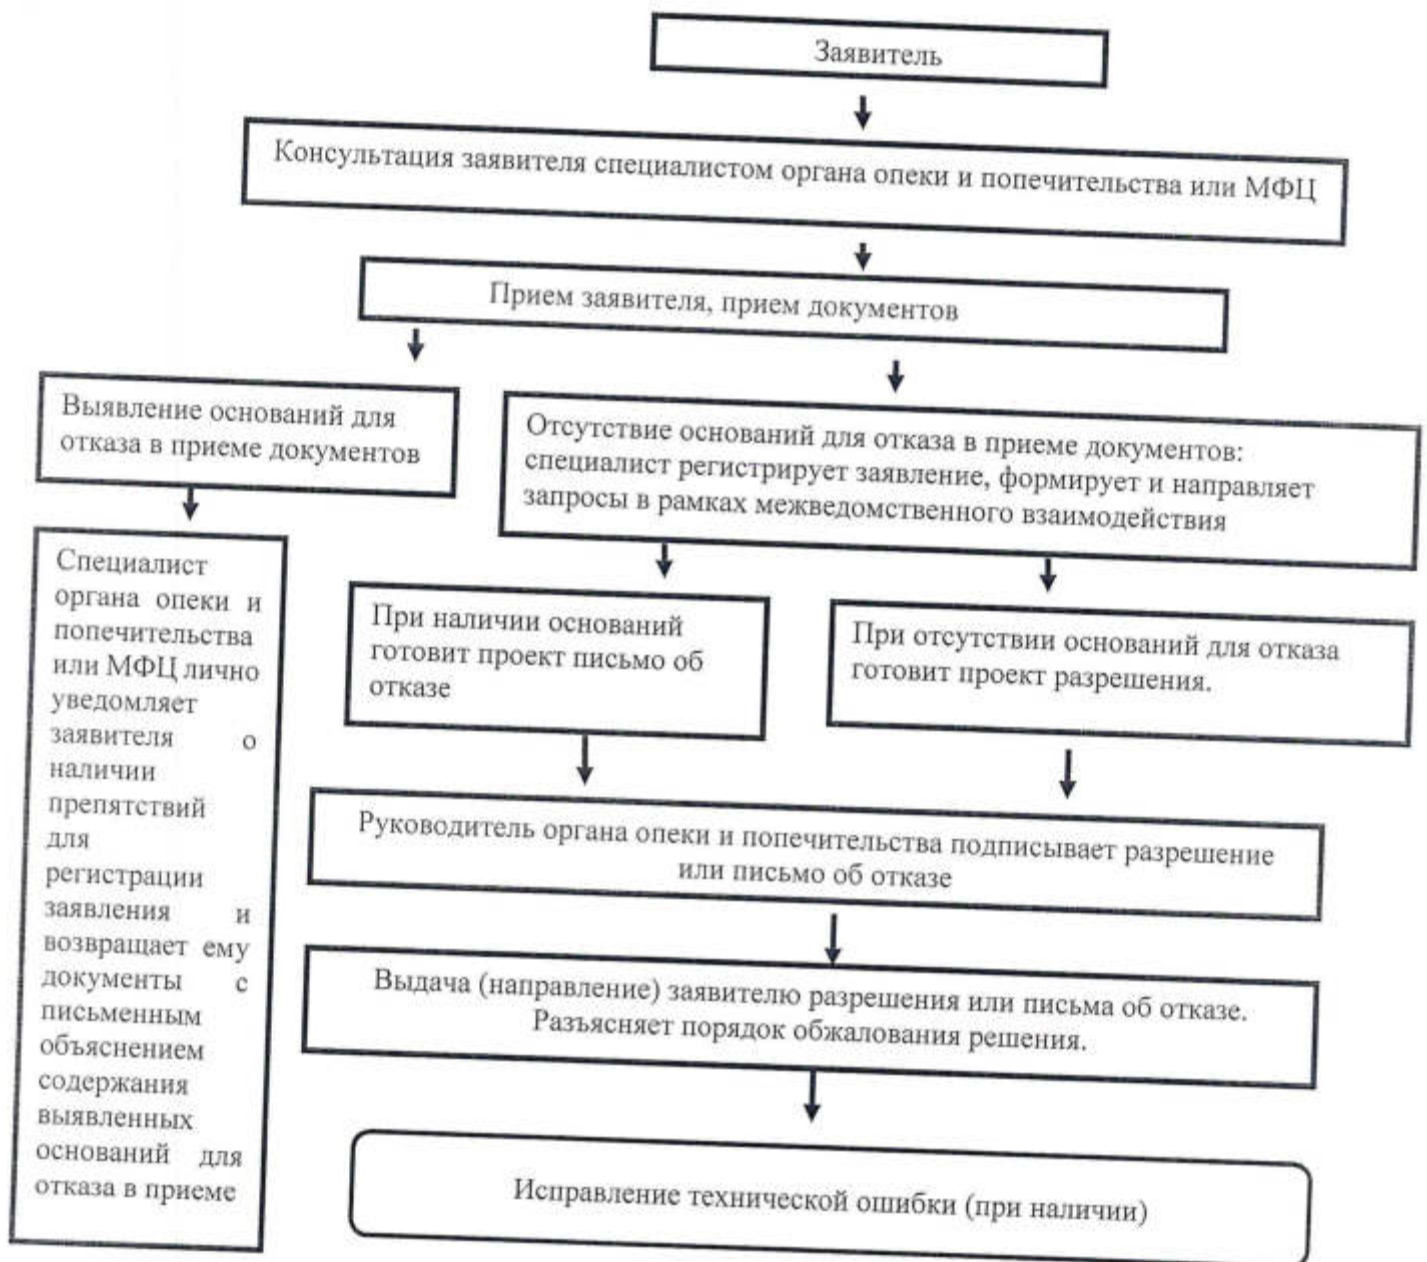 Заявитель
Консультация заявителя специалистом органа опеки и попечительства или МФЦ
Прием заявителя, прием документов
Выявление оснований для
отказа в приеме документов
Отсутствие оснований для отказа в приеме документов:
специалист регистрирует заявление, формирует и направляет
запросы в рамках межведомственного взаимодействия
Специалист
органа опеки и
попечительства
или МФЦ лично
уведомляет
заявителя о
наличии
препятствий
для
регистрации
заявления и
возвращает ему
документы с
письменным
объяснением
содержания
выявленных
оснований для
отказа в приеме
При наличии оснований
готовит проект письмо об
отказе
При отсутствии оснований для отказа
готовит проект разрешения.
Руководитель органа опеки и попечительства подписывает разрешение
или письмо об отказе
Выдача (направление) заявителю разрешения или письма об отказе.
Разъясняет порядок обжалования решения.
Исправление технической ошибки (при наличии)